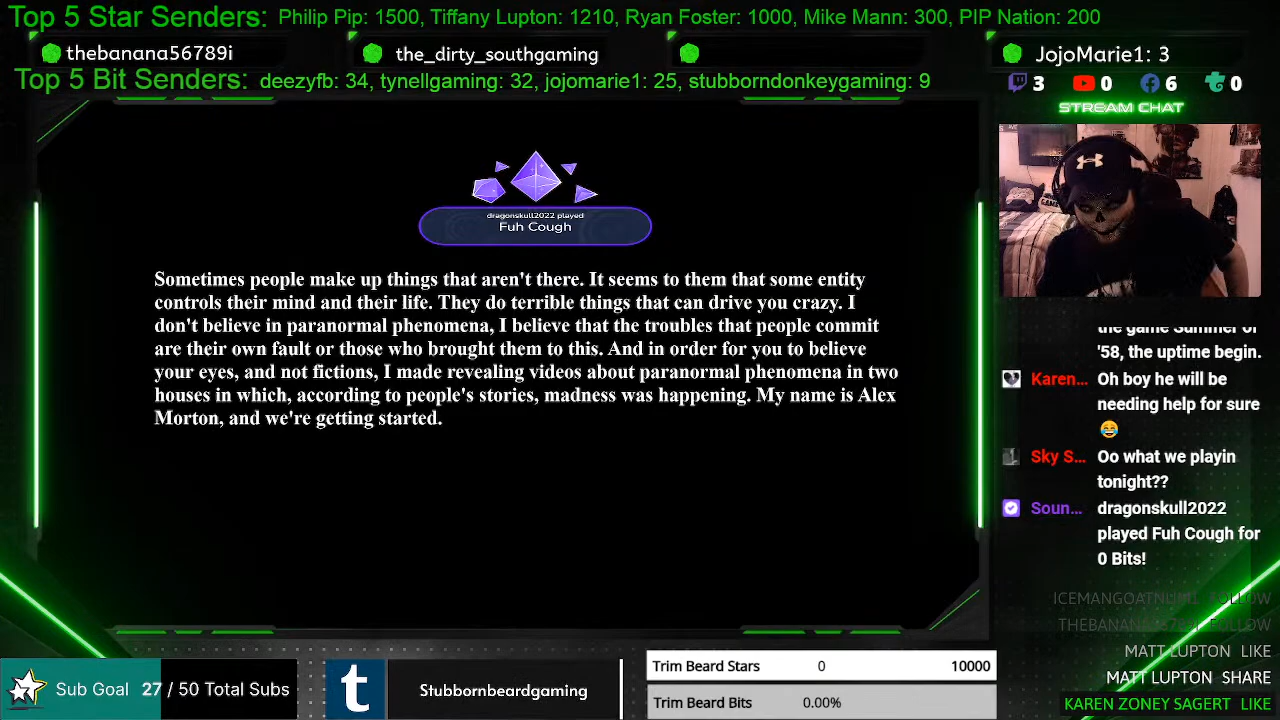 Top 5 Star Senders: Philip Pip: 1500, Tiffany Lupton: 1210, Ryan Foster: 1000, Mike Mann: 300, PIP Nation: 200
thebanana56789i
the_dirty_southgaming
JojoMarie1: 3
Top 5 Bit Senders: deezyfb: 34, tynellgaming: 32, jojomarie1: 25, stubborndonkeygaming: 9
3 0 6 0
STREAM CHAT
dragonskull2022 played
Fuh Cough
Sometimes people make up things that aren't there. It seems to them that some entity
controls their mind and their life. They do terrible things that can drive you crazy. I
don't believe in paranormal phenomena, I believe that the troubles that people commit
are their own fault or those who brought them to this. And in order for you to believe
your eyes, and not fictions, I made revealing videos about paranormal phenomena in two
houses in which, according to people's stories, madness was happening. My name is Alex
Morton, and we're getting started.
the game Summer of
'58, the uptime begin.
Karen... Oh boy he will be
needing help for sure
Sky S... Oo what we playin
tonight??
Soun... dragonskull2022
played Fuh Cough for
0 Bits!
FOLLOW
FOLLOW
MATT LUPTON LIKE
MATT LUPTON SHARE
KAREN ZONEY SAGERT LIKE
Sub Goal 27 / 50 Total Subs
t
Stubbornbeardgaming
Trim Beard Stars 0 10000
Trim Beard Bits 0.00%